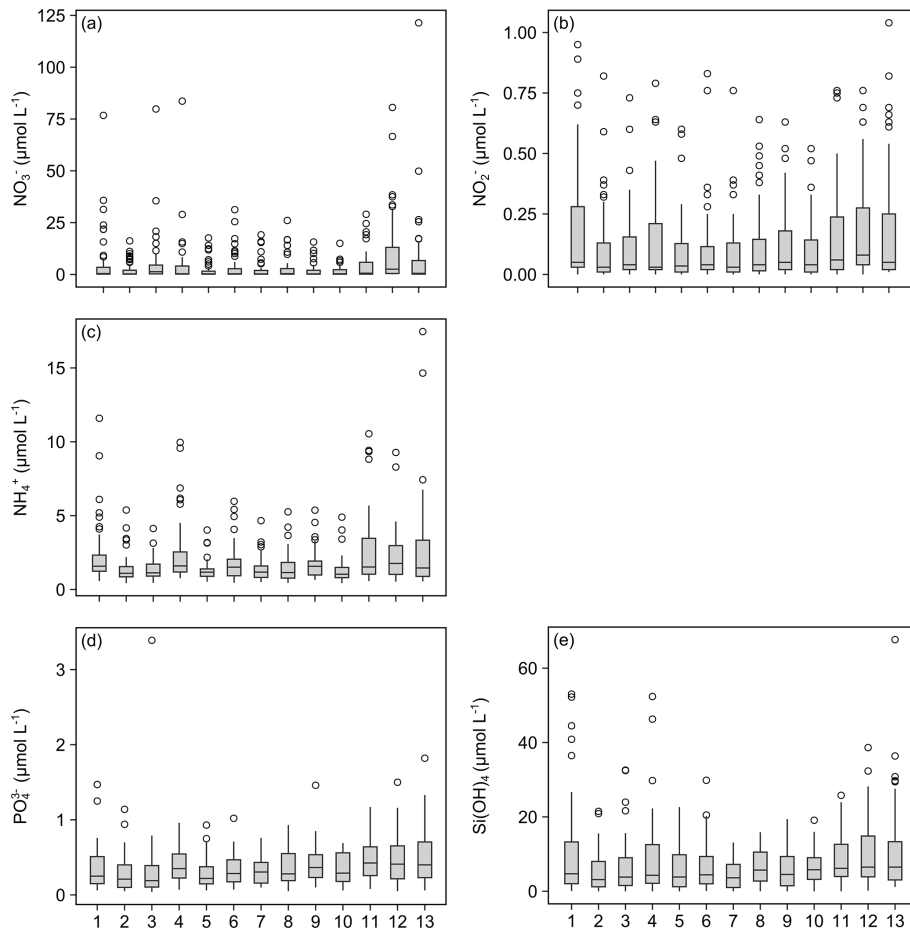 (a)
NO₃⁻ (µmol L⁻¹)
125
100
75
50
25
0
(b)
NO₂⁻ (µmol L⁻¹)
1.00
0.75
0.50
0.25
0.00
(c)
NH₄⁺ (µmol L⁻¹)
15
10
5
0
(d)
PO₄³⁻ (µmol L⁻¹)
3
2
1
0
1 2 3 4 5 6 7 8 9 10 11 12 13
(e)
Si(OH)₄ (µmol L⁻¹)
60
40
20
0
1 2 3 4 5 6 7 8 9 10 11 12 13